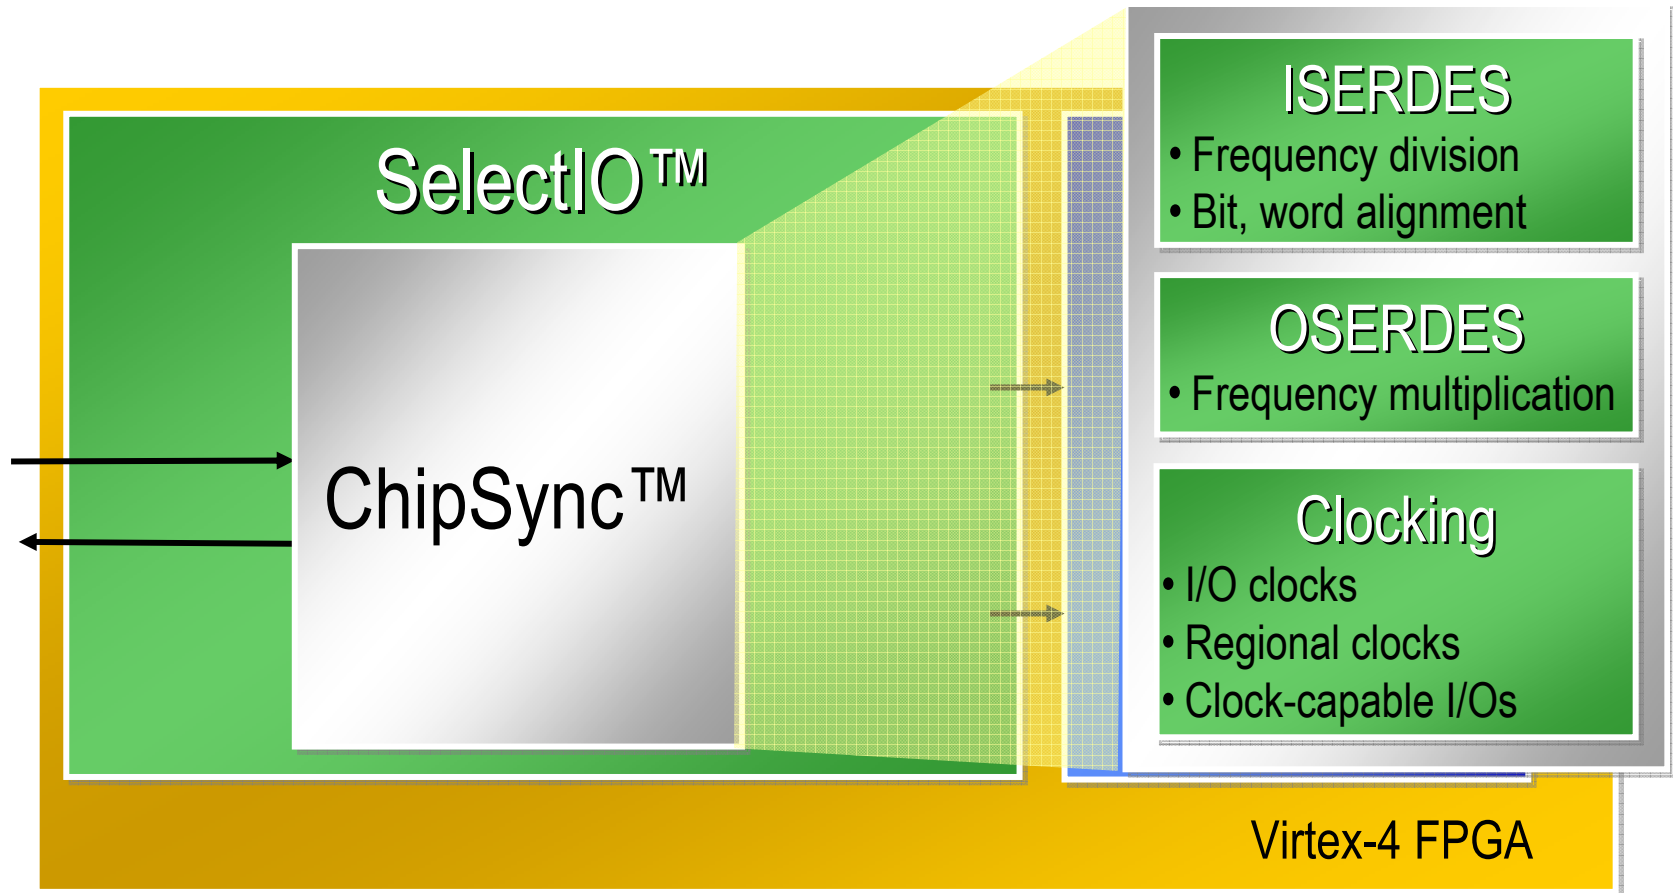 SelectIO™
ChipSync™
ISERDES
• Frequency division
• Bit, word alignment
OSERDES
• Frequency multiplication
Clocking
• I/O clocks
• Regional clocks
• Clock-capable I/Os
Virtex-4 FPGA